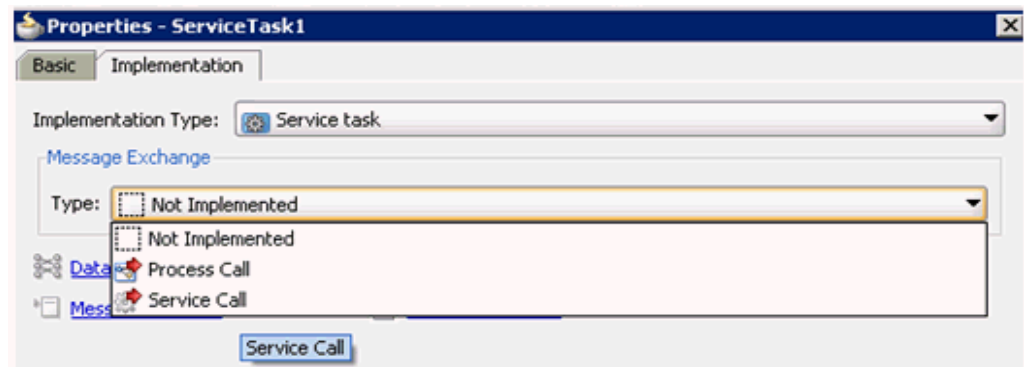 Properties - ServiceTask1
Basic Implementation
Implementation Type: Service task
Message Exchange
Type: Not Implemented
Not Implemented
Data
Process Call
Service Call
Service Call